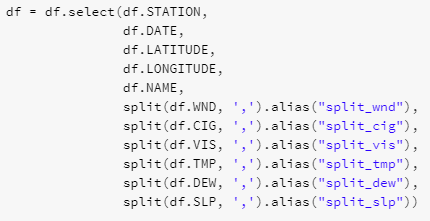 df = df.select(df.STATION,
df.DATE,
df.LATITUDE,
df.LONGITUDE,
df.NAME,
split(df.WND, ',').alias("split_wnd"),
split(df.CIG, ',').alias("split_cig"),
split(df.VIS, ',').alias("split_vis"),
split(df.TMP, ',').alias("split_tmp"),
split(df.DEW, ',').alias("split_dew"),
split(df.SLP, ',').alias("split_slp"))